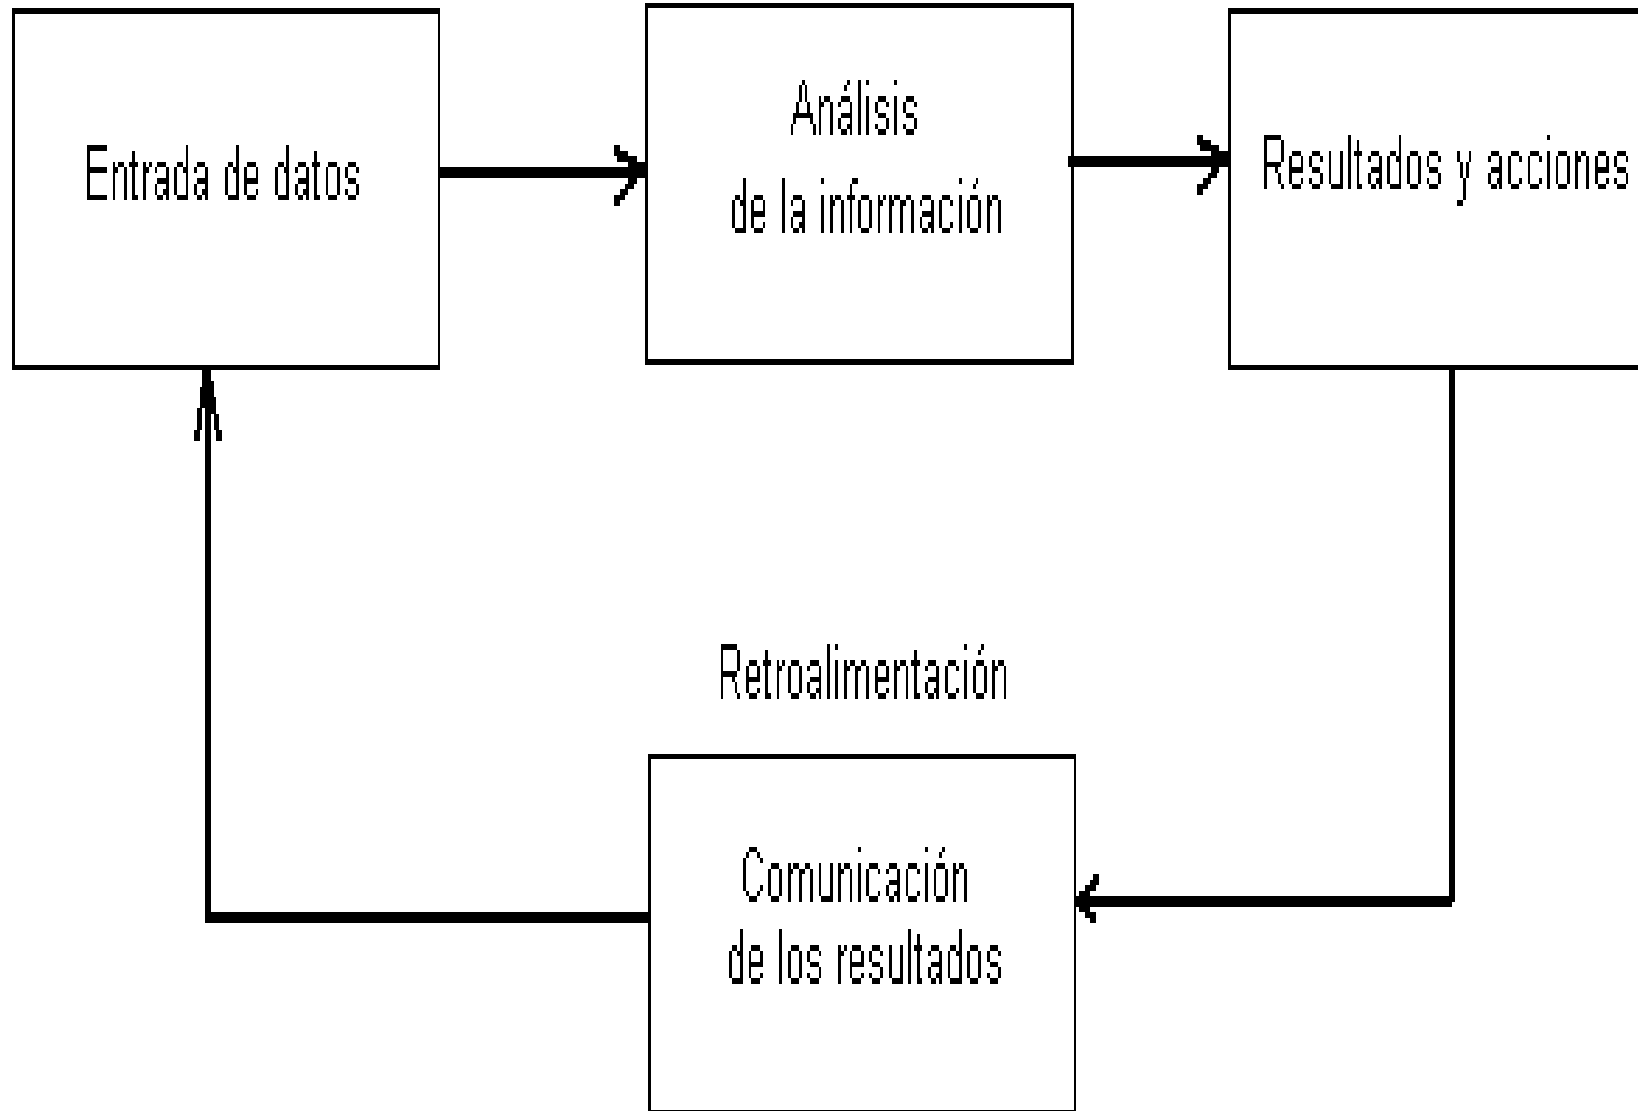 Entrada de datos
Análisis
de la información
Resultados y acciones
Retroalimentación
Comunicación
de los resultados